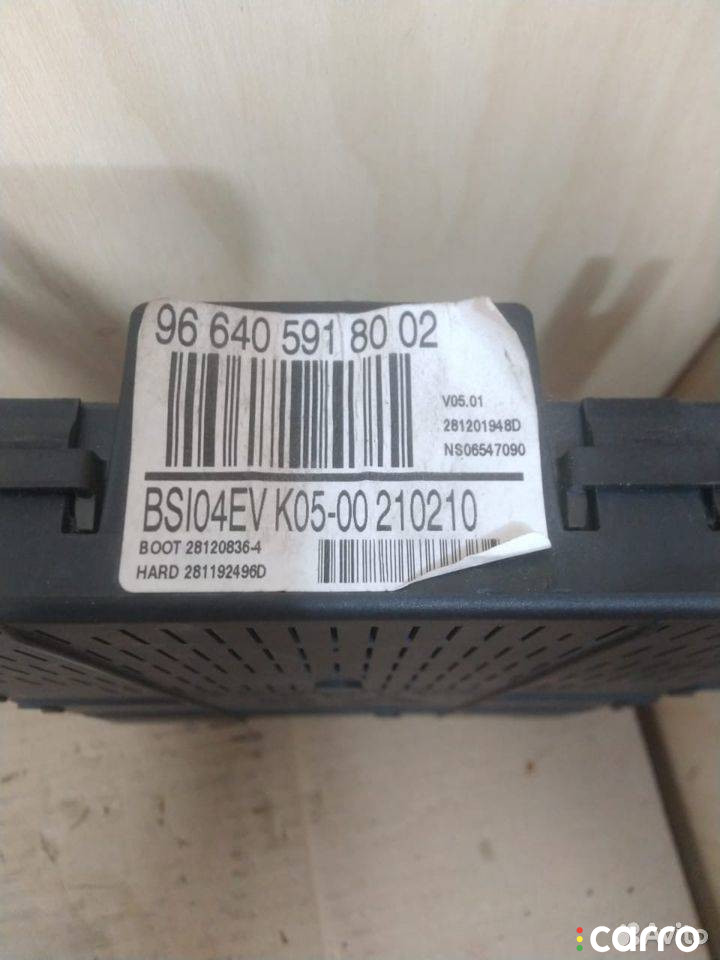 96 640 591 80 02
V05.01
281201948D
NS06547090
BSI04EV K05-00 210210
BOOT 28120836-4
HARD 281192496D
Avito
carro